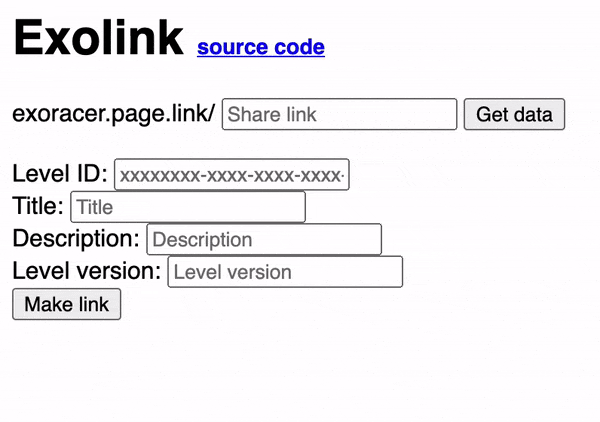 Exolink source code
exoracer.page.link/ Share link Get data
Level ID: xxxxxxxx-xxxx-xxxx-xxxx-
Title: Title
Description: Description
Level version: Level version
Make link